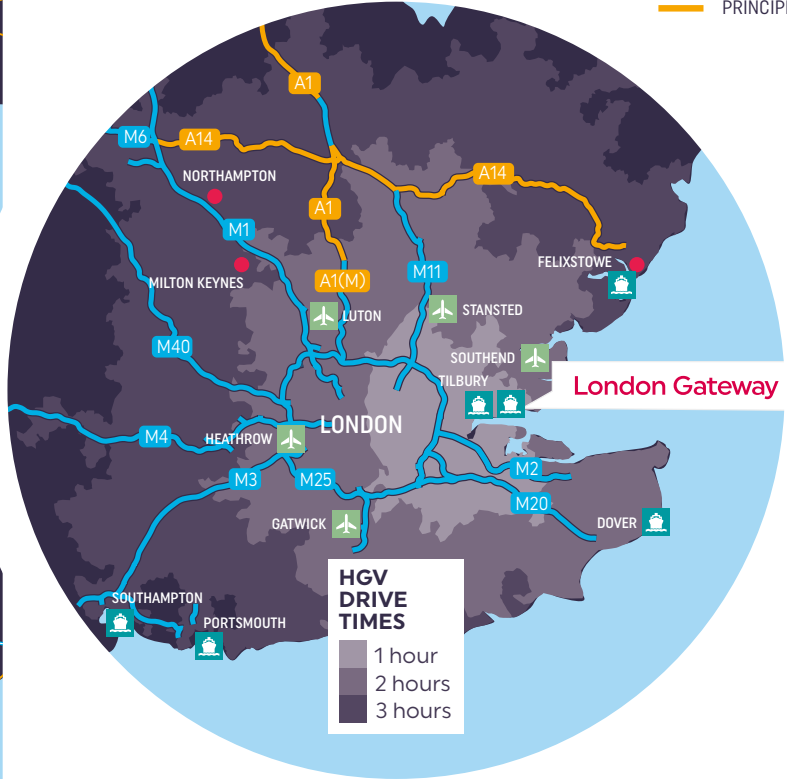 PRINCIP
A1
M6
A14
A14
NORTHAMPTON
A1
M1
FELIXSTOWE
M11
A1(M)
MILTON KEYNES
STANSTED
LUTON
M40
SOUTHEND
TILBURY
London Gateway
LONDON
M4
HEATHROW
M2
M3
M25
M20
GATWICK
DOVER
HGV
DRIVE
TIMES
SOUTHAMPTON
PORTSMOUTH
1 hour
2 hours
3 hours